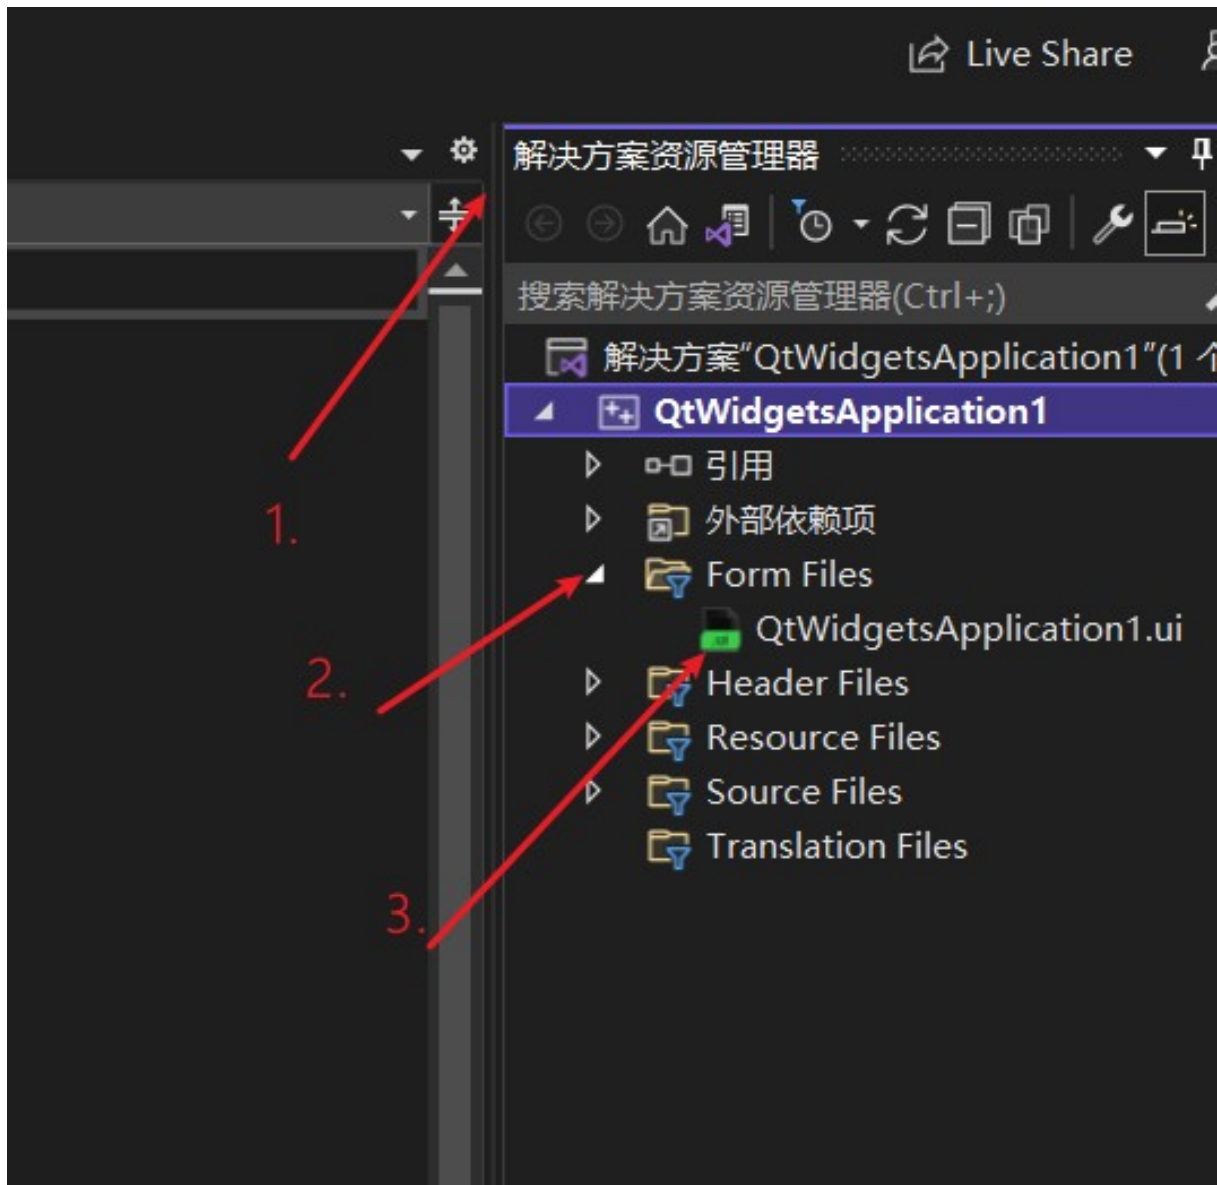 Live Share
解决方案资源管理器
搜索解决方案资源管理器(Ctrl+;)
解决方案"QtWidgetsApplication1"(1
QtWidgetsApplication1
引用
1.
外部依赖项
Form Files
QtWidgetsApplication1.ui
2.
Header Files
Resource Files
Source Files
Translation Files
3.